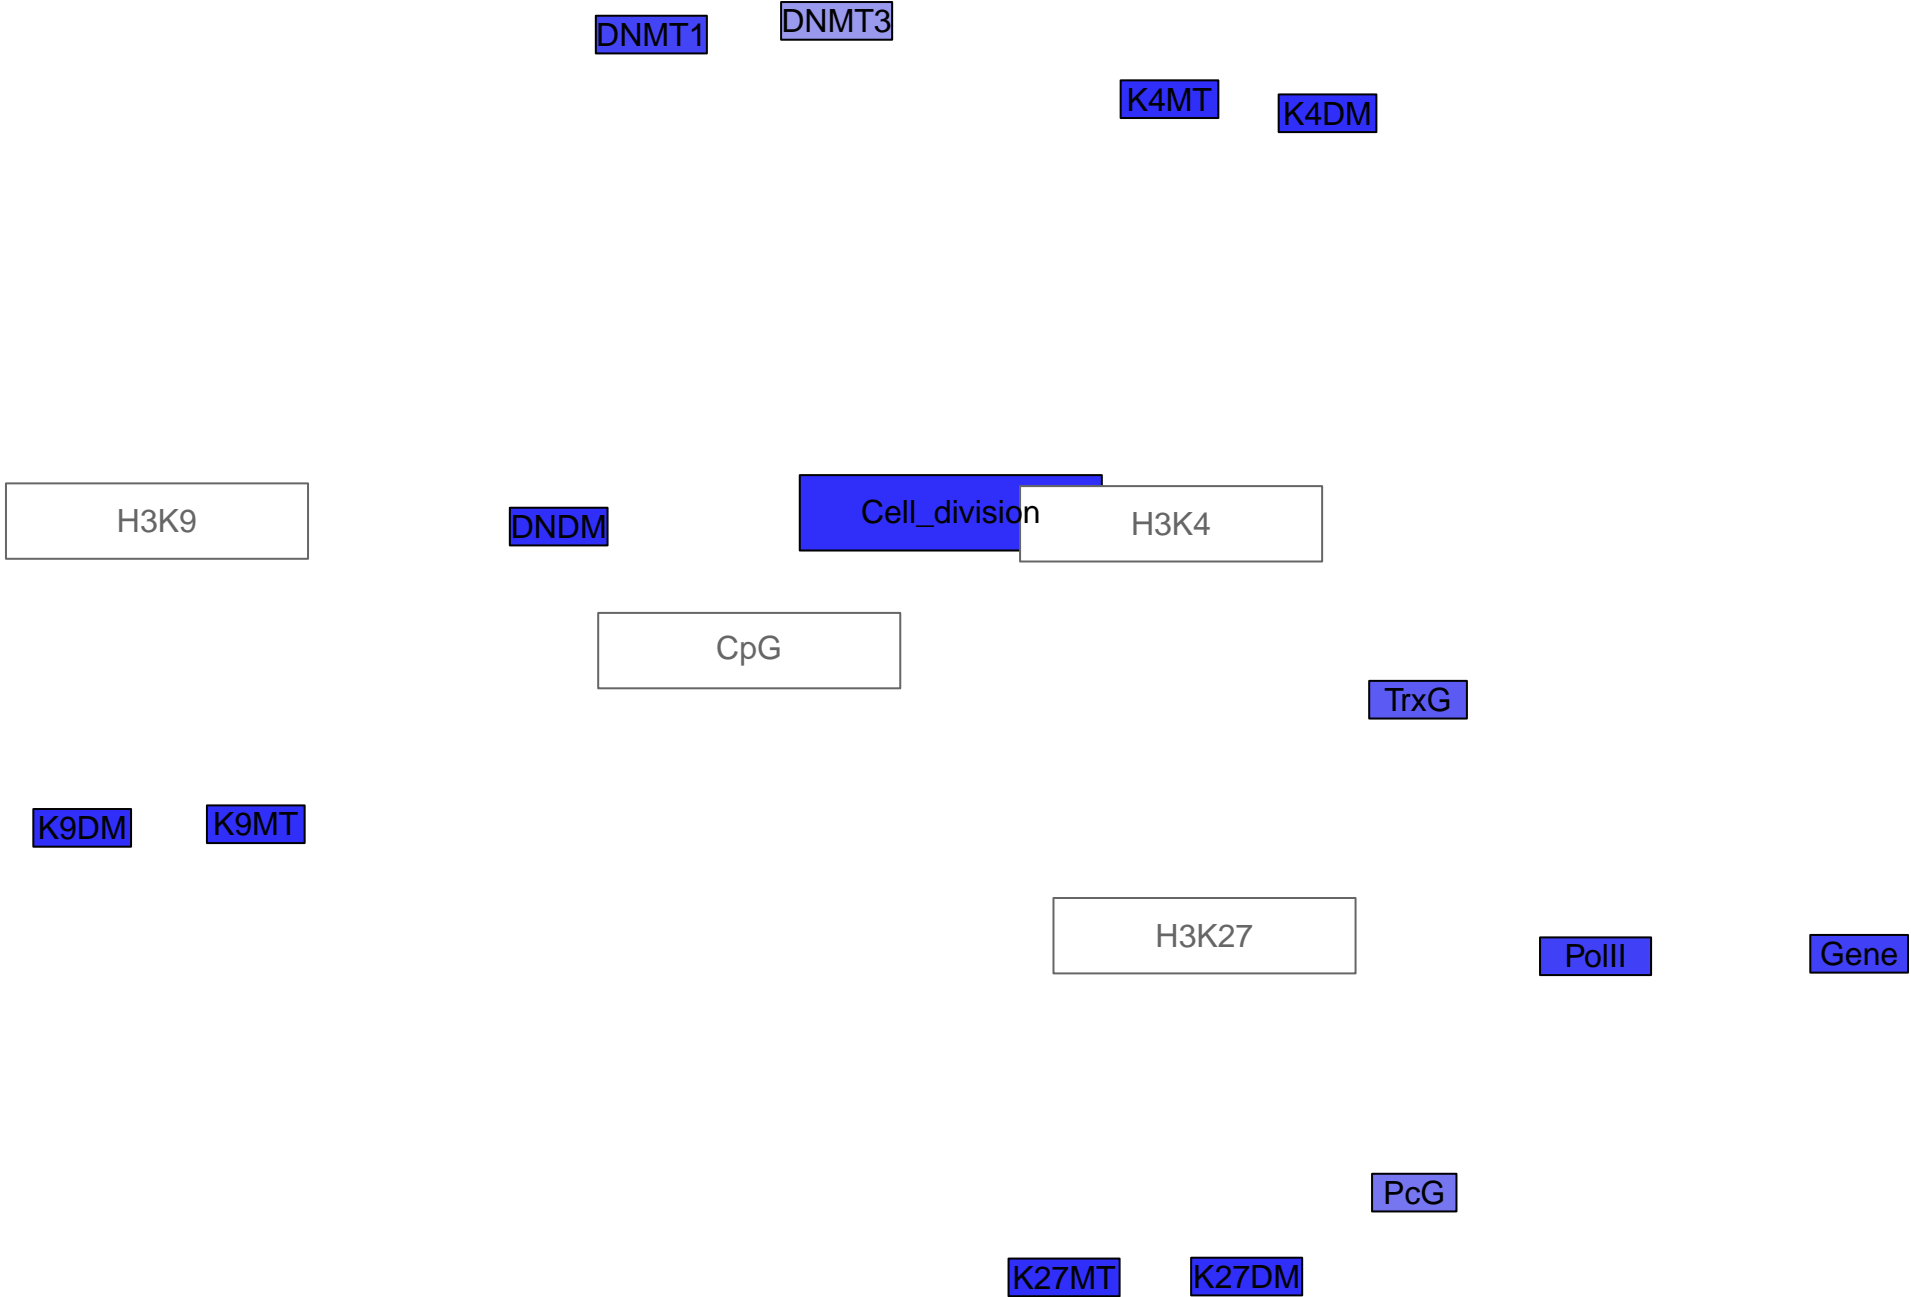 DNMT1
DNMT3
K4MT
K4DM
H3K9
DNDM
Cell_division
H3K4
CpG
TrxG
K9DM
K9MT
H3K27
PolII
Gene
PcG
K27MT
K27DM